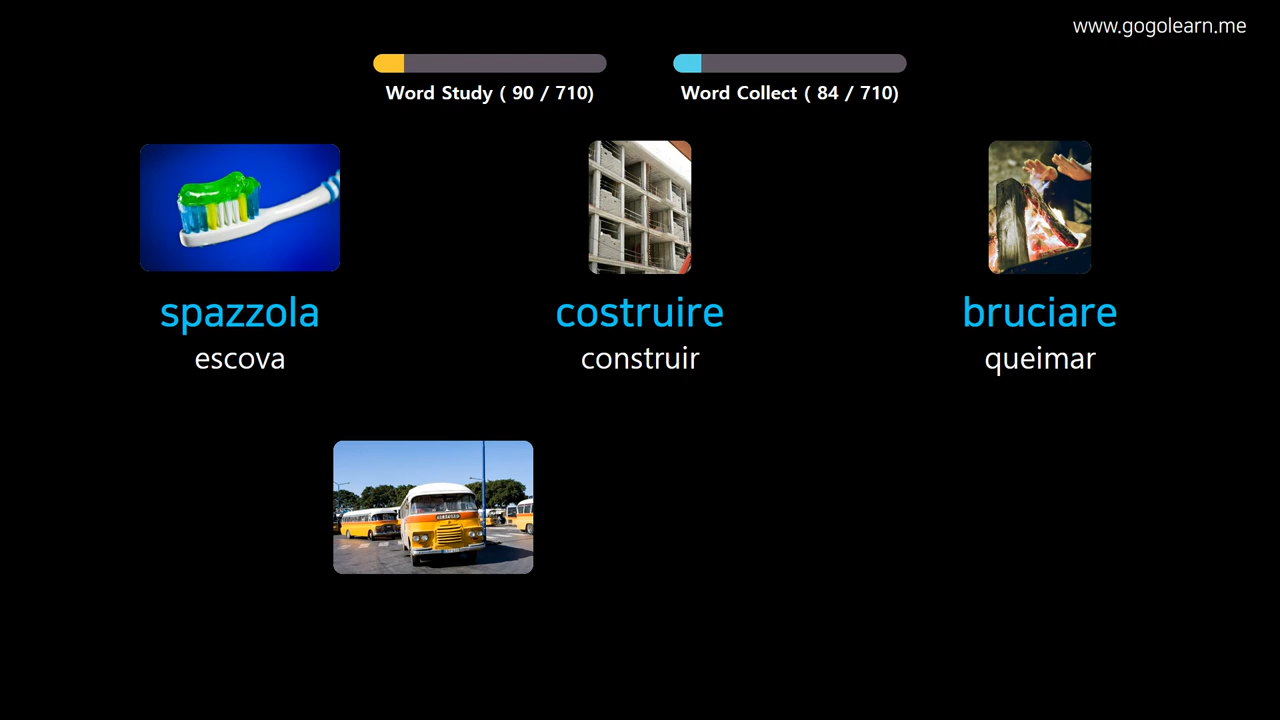 www.gogolearn.me
Word Study ( 90 / 710)
Word Collect ( 84 / 710)
spazzola
costruire
bruciare
escova
construir
queimar